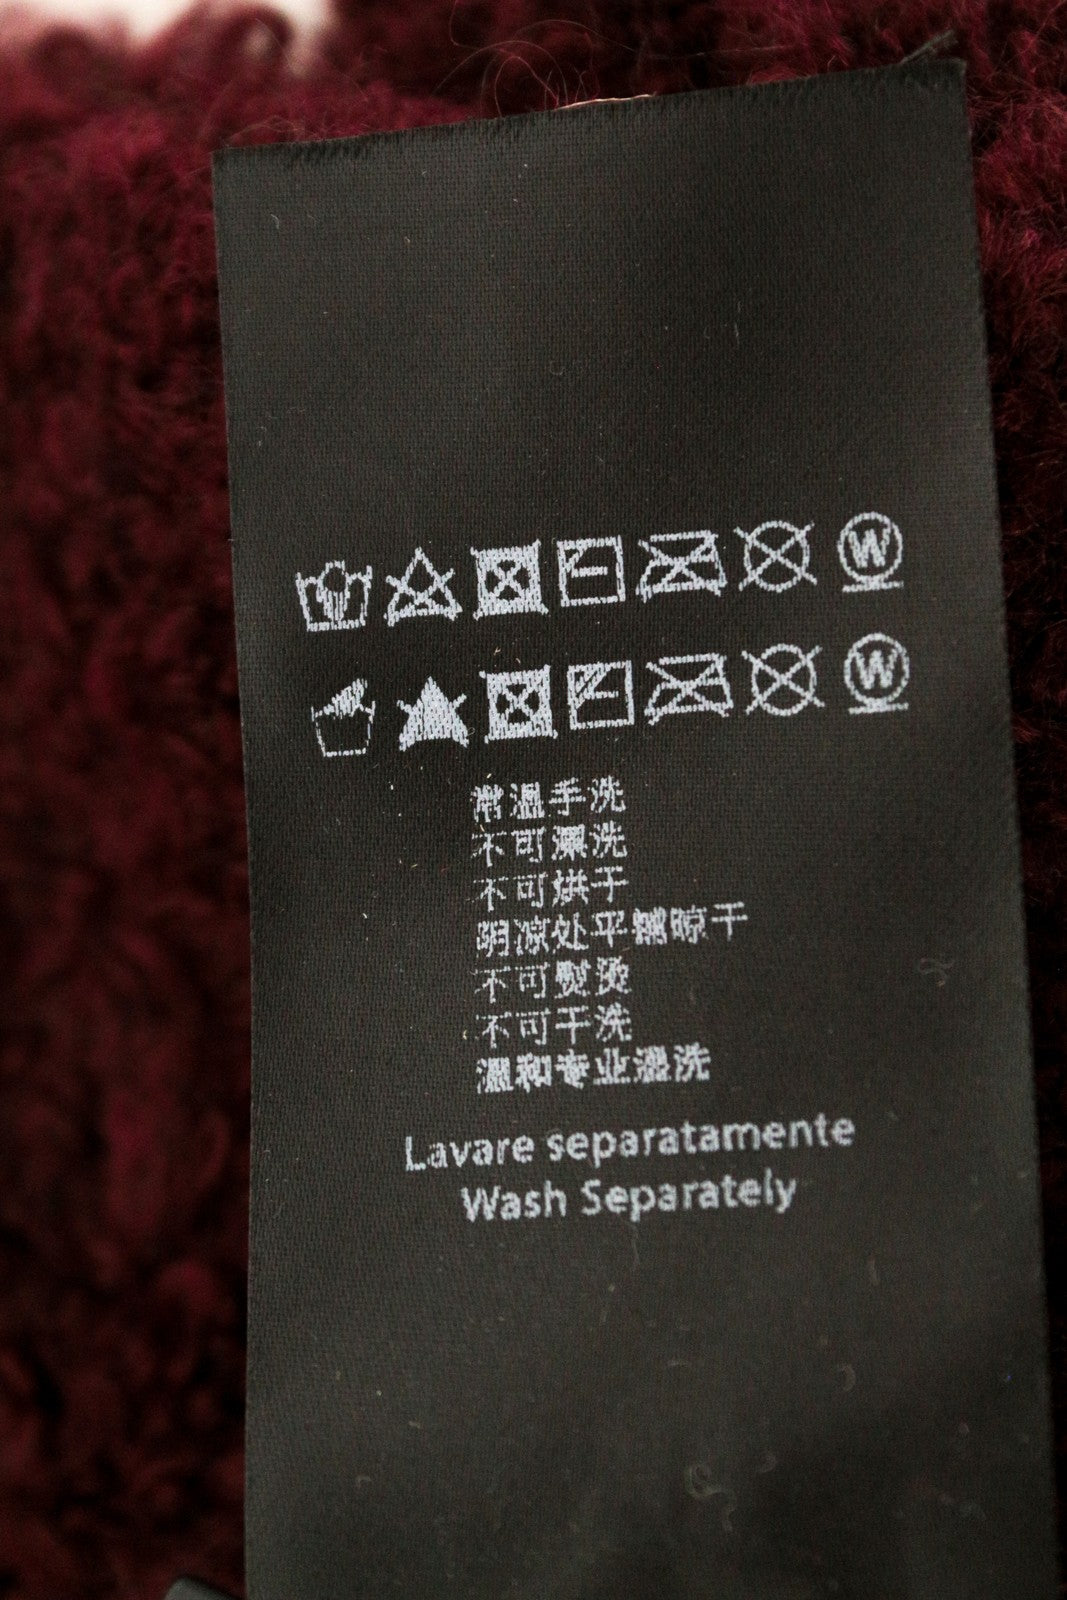 W
W
常温手洗
不可漂洗
不可烘干
阴凉处平铺晾干
不可熨烫
不可干洗
温和专业湿洗
Lavare separatamente
Wash Separately